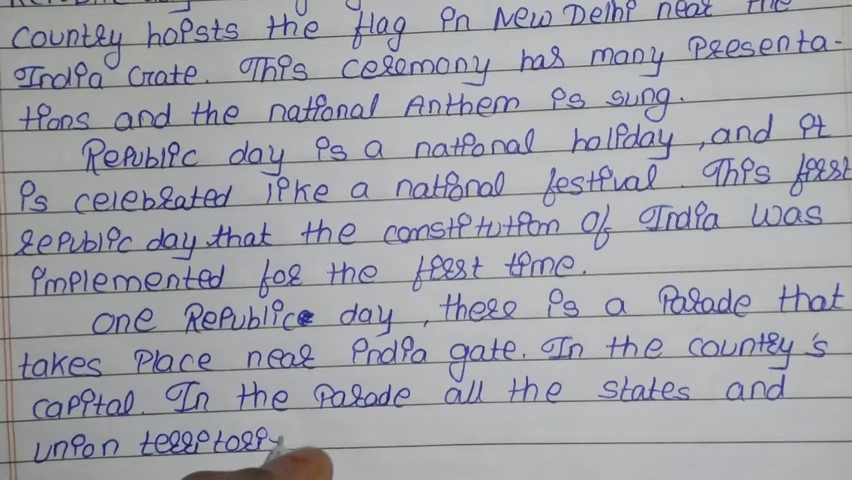 country hoists the flag in New Delhi near the
India Gate. This ceremony has many Presenta-
tions and the national Anthem is sung.
Republic day is a national holiday, and it
is celebrated like a national festival. This first
republic day that the constitution of India was
implemented for the first time.
One Republic day, there is a Parade that
takes Place near india gate. In the country's
capital. In the Parade all the states and
union territori